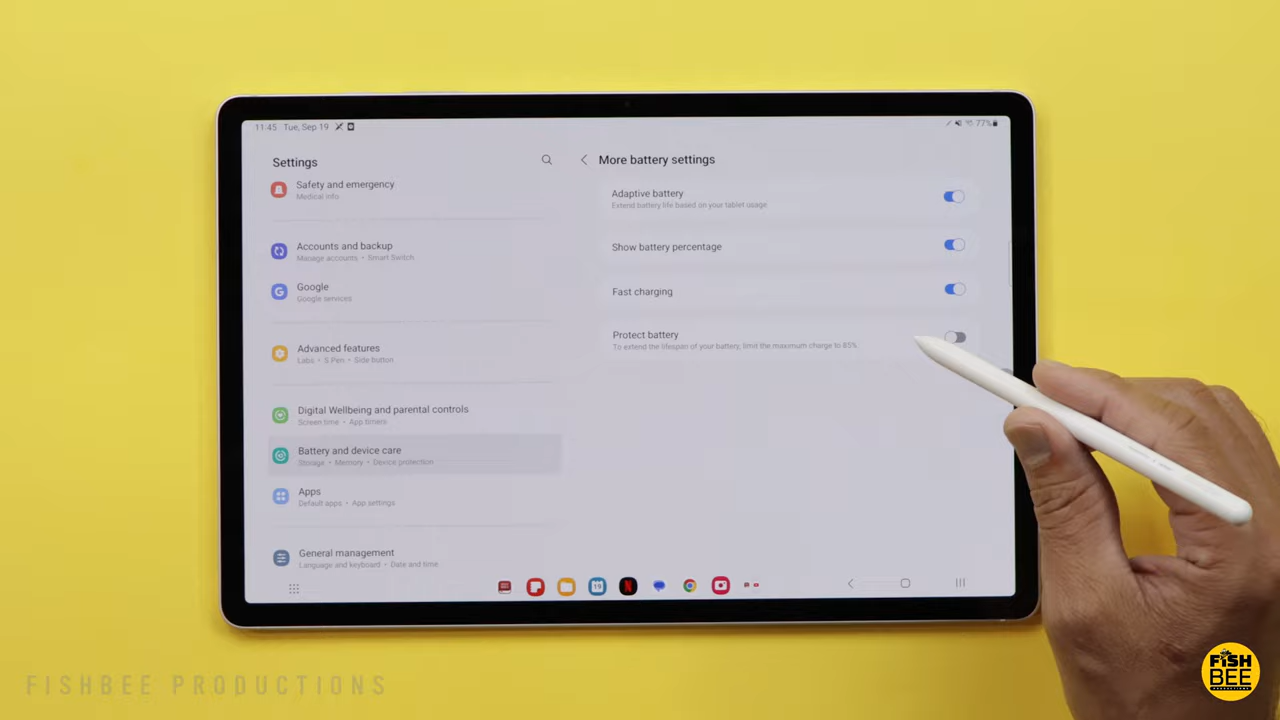 11:45 Tue, Sep 19
77%
Settings
Safety and emergency
Medical info
Accounts and backup
Manage accounts • Smart Switch
Google
Google services
Advanced features
Labs • S Pen • Side button
Digital Wellbeing and parental controls
Screen time • App timers
Battery and device care
Storage • Memory • Device protection
Apps
Default apps • App settings
General management
Language and keyboard • Date and time
More battery settings
Adaptive battery
Extend battery life based on your tablet usage.
Show battery percentage
Fast charging
Protect battery
To extend the lifespan of your battery, limit the maximum charge to 85%.
19
N
FISHBEE PRODUCTIONS
FISH
BEE
PRODUCTIONS